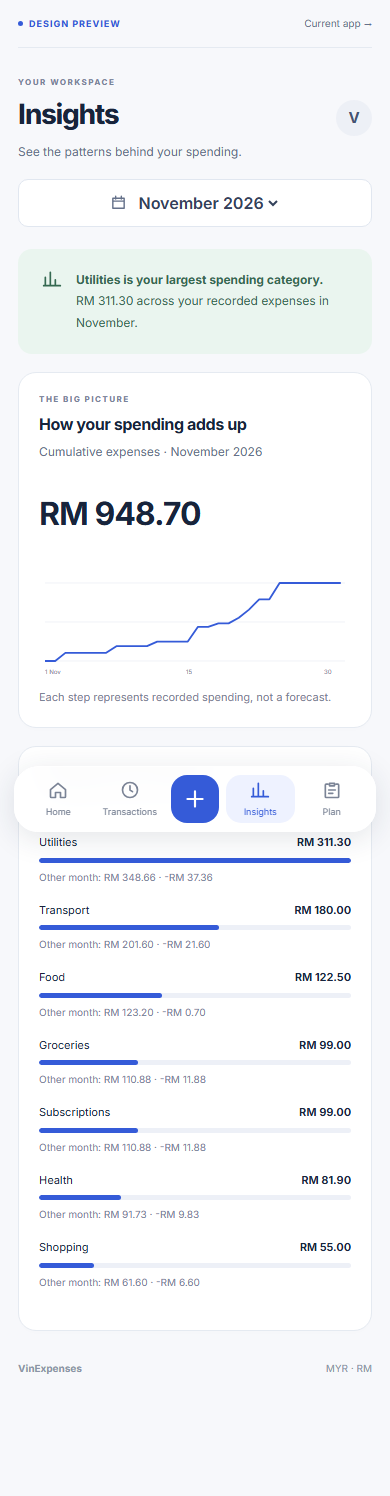 DESIGN PREVIEW
Current app →
YOUR WORKSPACE
Insights
V
See the patterns behind your spending.
November 2026
Utilities is your largest spending category.
RM 311.30 across your recorded expenses in
November.
THE BIG PICTURE
How your spending adds up
Cumulative expenses · November 2026
RM 948.70
1 Nov 15 30
Each step represents recorded spending, not a forecast.
Home Transactions Insights Plan
Utilities RM 311.30
Other month: RM 348.66 · -RM 37.36
Transport RM 180.00
Other month: RM 201.60 · -RM 21.60
Food RM 122.50
Other month: RM 123.20 · -RM 0.70
Groceries RM 99.00
Other month: RM 110.88 · -RM 11.88
Subscriptions RM 99.00
Other month: RM 110.88 · -RM 11.88
Health RM 81.90
Other month: RM 91.73 · -RM 9.83
Shopping RM 55.00
Other month: RM 61.60 · -RM 6.60
VinExpenses MYR · RM